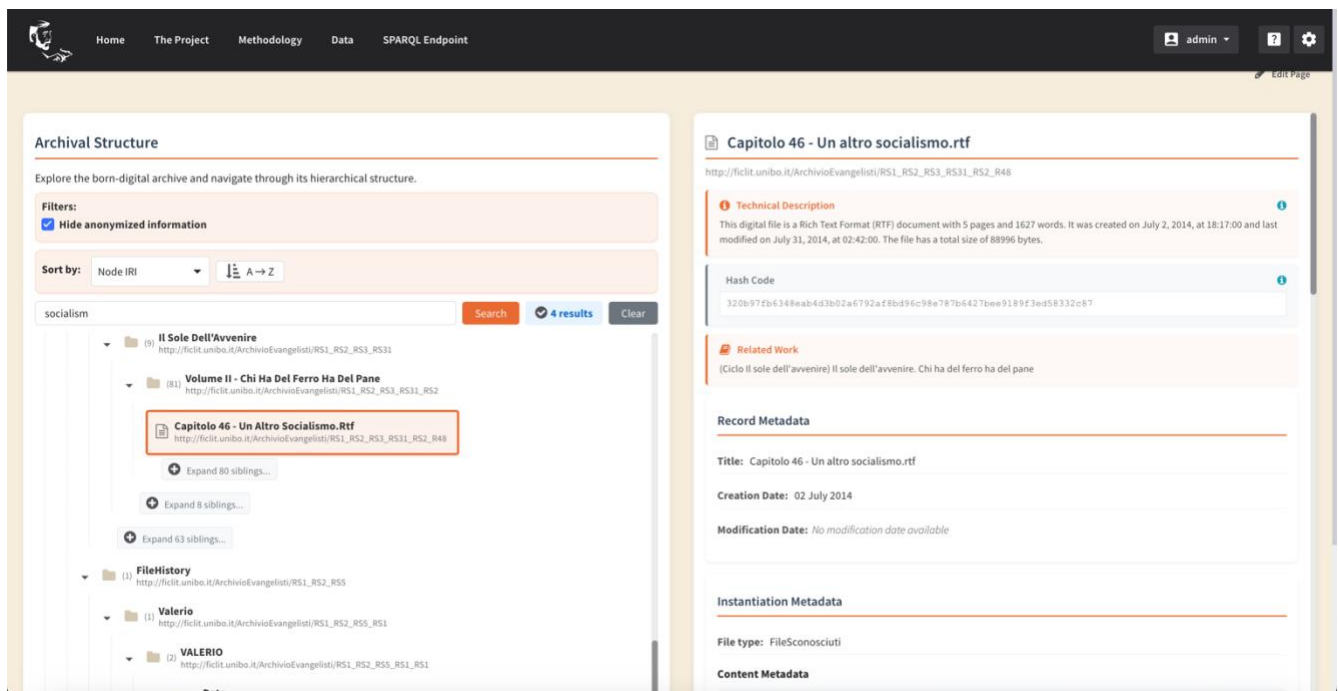 Home The Project Methodology Data SPARQL Endpoint admin ?
Edit Page
Archival Structure
Explore the born-digital archive and navigate through its hierarchical structure.
Filters:
Hide anonymized information
Sort by: Node IRI A → Z
socialism Search 4 results Clear
(9) Il Sole Dell'Avvenire
http://ficlit.unibo.it/ArchivioEvangelisti/RS1_RS2_RS3_RS31
(81) Volume II - Chi Ha Del Ferro Ha Del Pane
http://ficlit.unibo.it/ArchivioEvangelisti/RS1_RS2_RS3_RS31_RS2
Capitolo 46 - Un Altro Socialismo.Rtf
http://ficlit.unibo.it/ArchivioEvangelisti/RS1_RS2_RS3_RS31_RS2_R48
Expand 80 siblings...
Expand 8 siblings...
Expand 63 siblings...
(1) FileHistory
http://ficlit.unibo.it/ArchivioEvangelisti/RS1_RS2_RS5
(1) Valerio
http://ficlit.unibo.it/ArchivioEvangelisti/RS1_RS2_RS5_RS1
(2) VALERIO
http://ficlit.unibo.it/ArchivioEvangelisti/RS1_RS2_RS5_RS1_RS1
Capitolo 46 - Un altro socialismo.rtf
http://ficlit.unibo.it/ArchivioEvangelisti/RS1_RS2_RS3_RS31_RS2_R48
Technical Description
This digital file is a Rich Text Format (RTF) document with 5 pages and 1627 words. It was created on July 2, 2014, at 18:17:00 and last
modified on July 31, 2014, at 02:42:00. The file has a total size of 88996 bytes.
Hash Code
320b97fb6348eab4d3b02a6792af8bd96c98e787b6427bee9189f3ed58332c87
Related Work
(Ciclo Il sole dell'avvenire) Il sole dell'avvenire. Chi ha del ferro ha del pane
Record Metadata
Title: Capitolo 46 - Un altro socialismo.rtf
Creation Date: 02 July 2014
Modification Date: No modification date available
Instantiation Metadata
File type: FileSconosciuti
Content Metadata